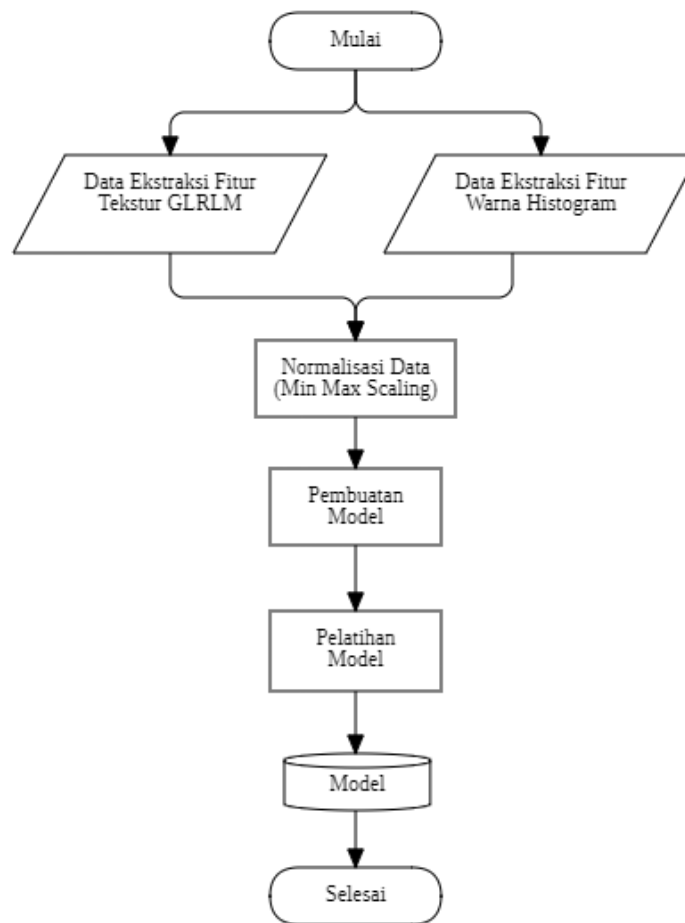 Mulai
Data Ekstraksi Fitur
Tekstur GLRLM
Data Ekstraksi Fitur
Warna Histogram
Normalisasi Data
(Min Max Scaling)
Pembuatan
Model
Pelatihan
Model
Model
Selesai